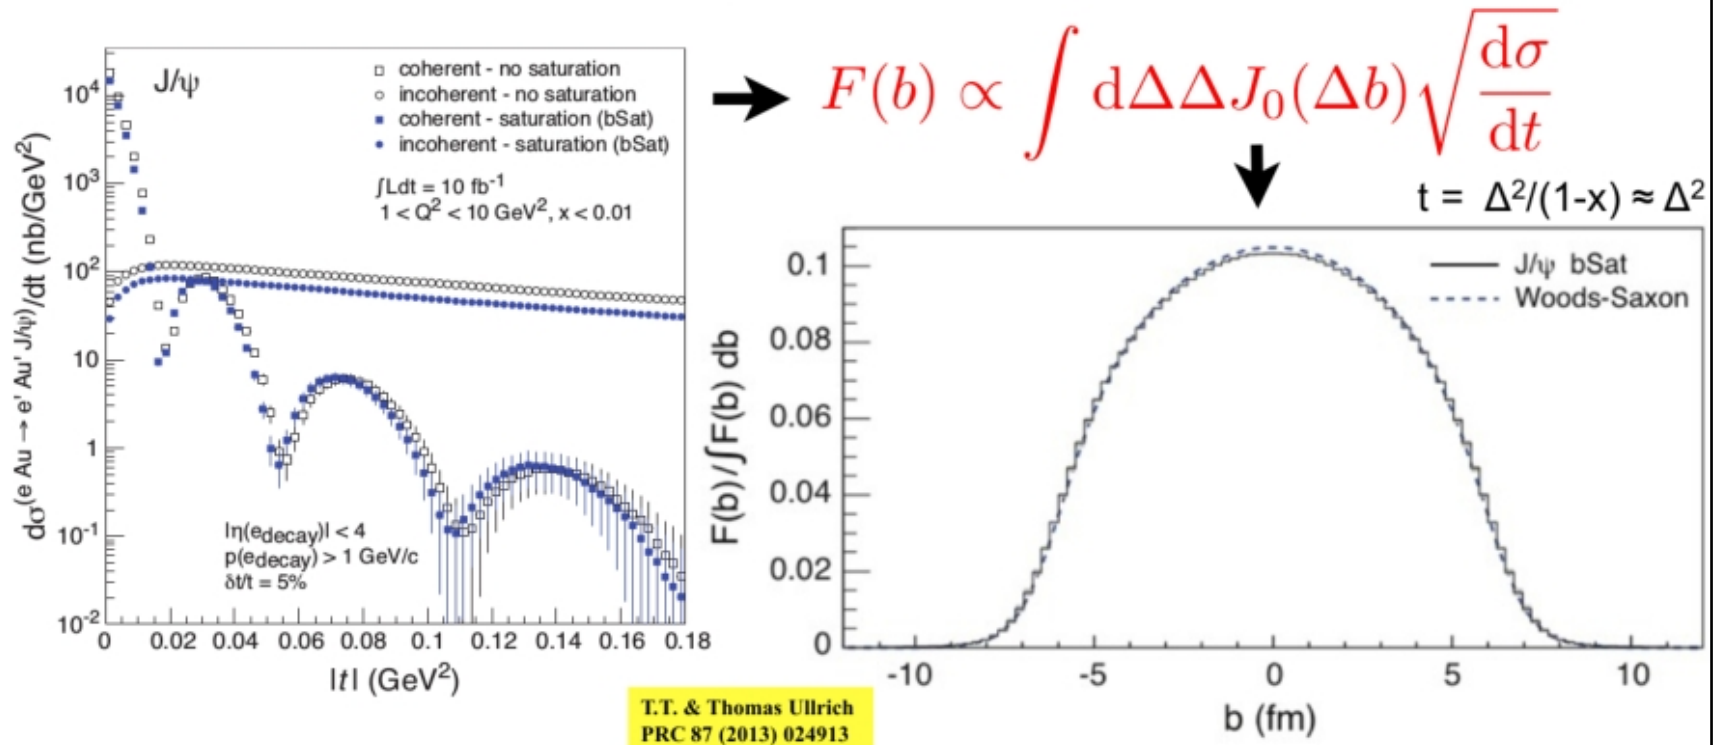 J/ψ
coherent - no saturation
incoherent - no saturation
coherent - saturation (bSat)
incoherent - saturation (bSat)
∫Ldt = 10 fb⁻¹
1 < Q² < 10 GeV², x < 0.01
|η(e_decay)| < 4
p(e_decay) > 1 GeV/c
δt/t = 5%
10⁴
10³
10²
10
1
10⁻¹
10⁻²
0 0.02 0.04 0.06 0.08 0.1 0.12 0.14 0.16 0.18
|t| (GeV²)
dσ(e Au → e' Au' J/ψ)/dt (nb/GeV²)
F(b) ∝ ∫ dΔΔJ₀(Δb)√(dσ/dt)
t = Δ²/(1-x) ≈ Δ²
J/ψ bSat
Woods-Saxon
0.1
0.08
0.06
0.04
0.02
0
-10 -5 0 5 10
b (fm)
F(b)/∫F(b) db
T.T. & Thomas Ullrich
PRC 87 (2013) 024913